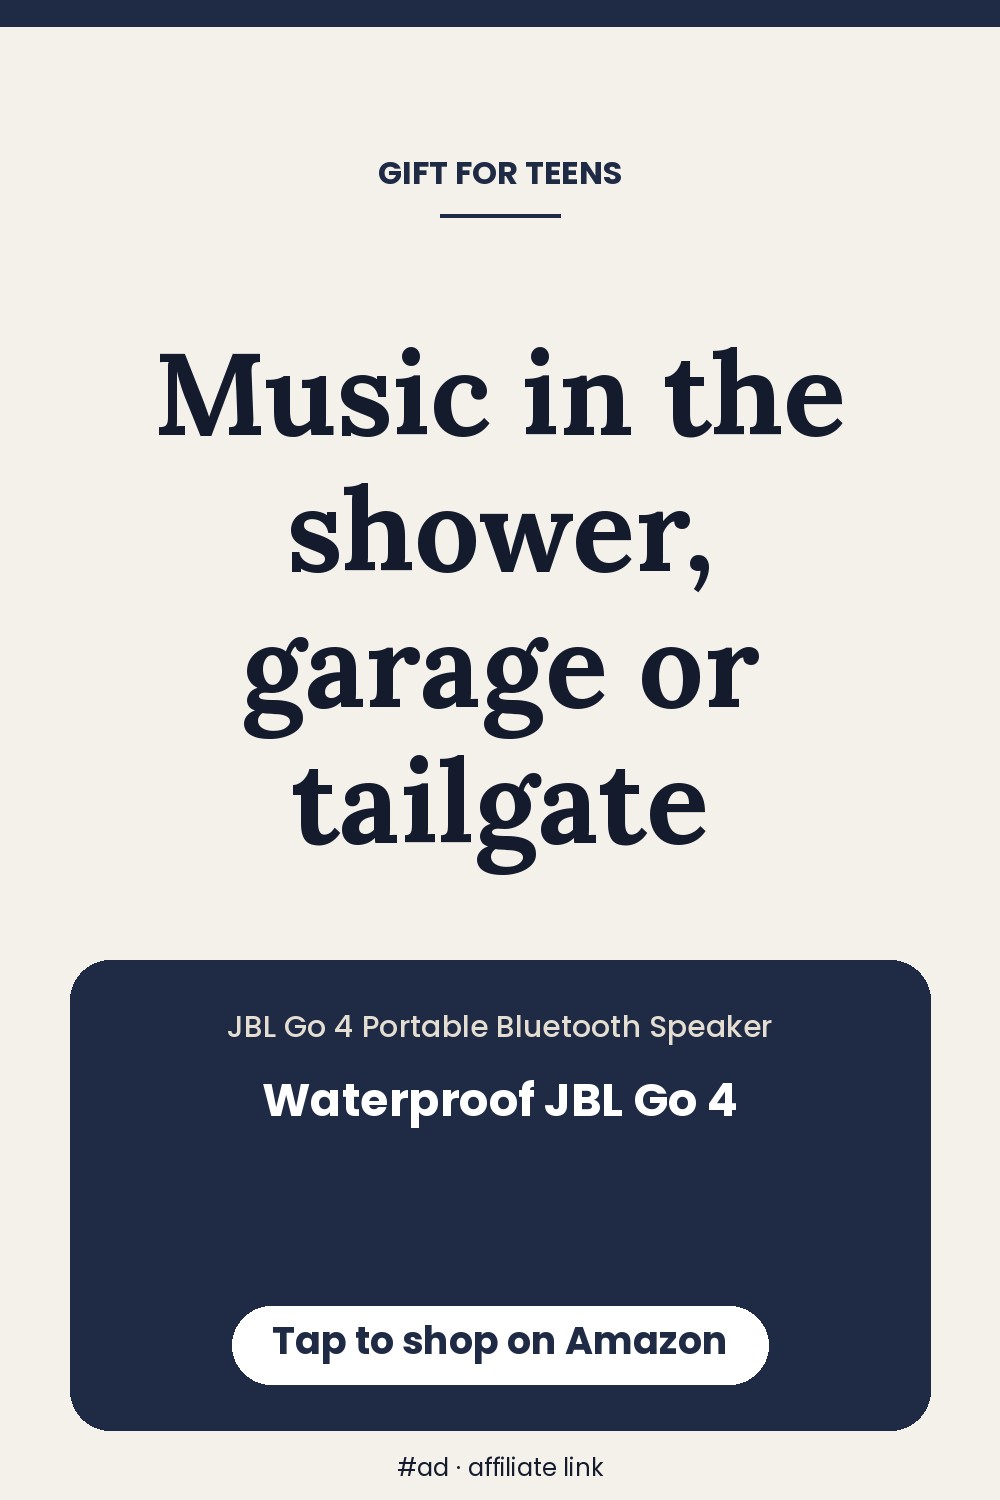 GIFT FOR TEENS
Music in the
shower,
garage or
tailgate
JBL Go 4 Portable Bluetooth Speaker
Waterproof JBL Go 4
Tap to shop on Amazon
#ad · affiliate link